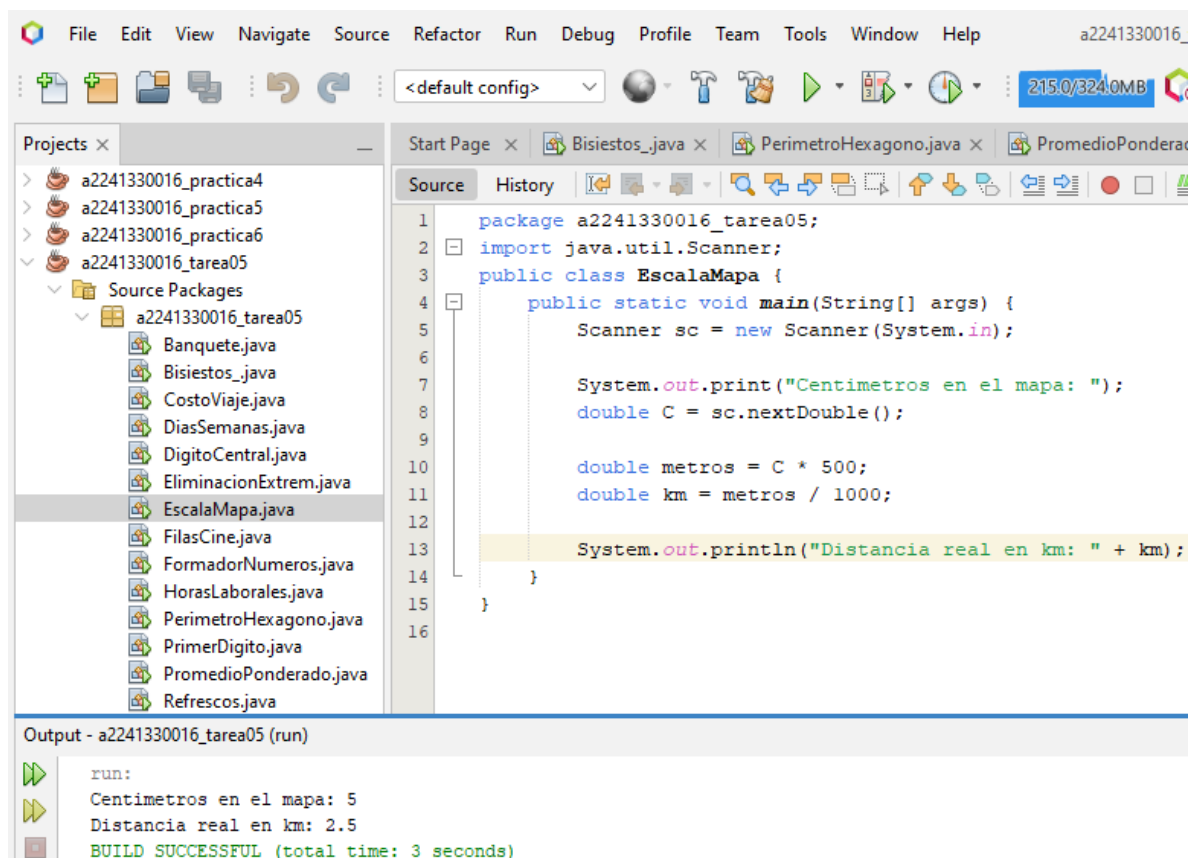 File Edit View Navigate Source Refactor Run Debug Profile Team Tools Window Help a2241330016_
<default config> 215.0/324.0MB
Projects
Start Page Bisiestos_.java PerimetroHexagono.java PromedioPonderad
Source History
a2241330016_practica4
a2241330016_practica5
a2241330016_practica6
a2241330016_tarea05
Source Packages
a2241330016_tarea05
Banquete.java
Bisiestos_.java
CostoViaje.java
DiasSemanas.java
DigitoCentral.java
EliminacionExtrem.java
EscalaMapa.java
FilasCine.java
FormadorNumeros.java
HorasLaborales.java
PerimetroHexagono.java
PrimerDigito.java
PromedioPonderado.java
Refrescos.java
1 package a2241330016_tarea05;
2 import java.util.Scanner;
3 public class EscalaMapa {
4 public static void main(String[] args) {
5 Scanner sc = new Scanner(System.in);
6
7 System.out.print("Centimetros en el mapa: ");
8 double C = sc.nextDouble();
9
10 double metros = C * 500;
11 double km = metros / 1000;
12
13 System.out.println("Distancia real en km: " + km);
14 }
15 }
16
Output - a2241330016_tarea05 (run)
run:
Centimetros en el mapa: 5
Distancia real en km: 2.5
BUILD SUCCESSFUL (total time: 3 seconds)